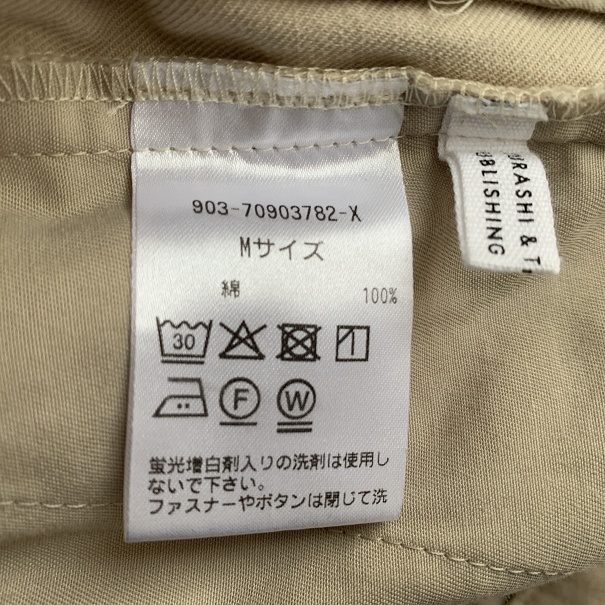 903-70903782-X
Mサイズ
綿 100%
30
F W
蛍光増白剤入りの洗剤は使用し
ないで下さい。
ファスナーやボタンは閉じて洗
URASHI &
BLISHING